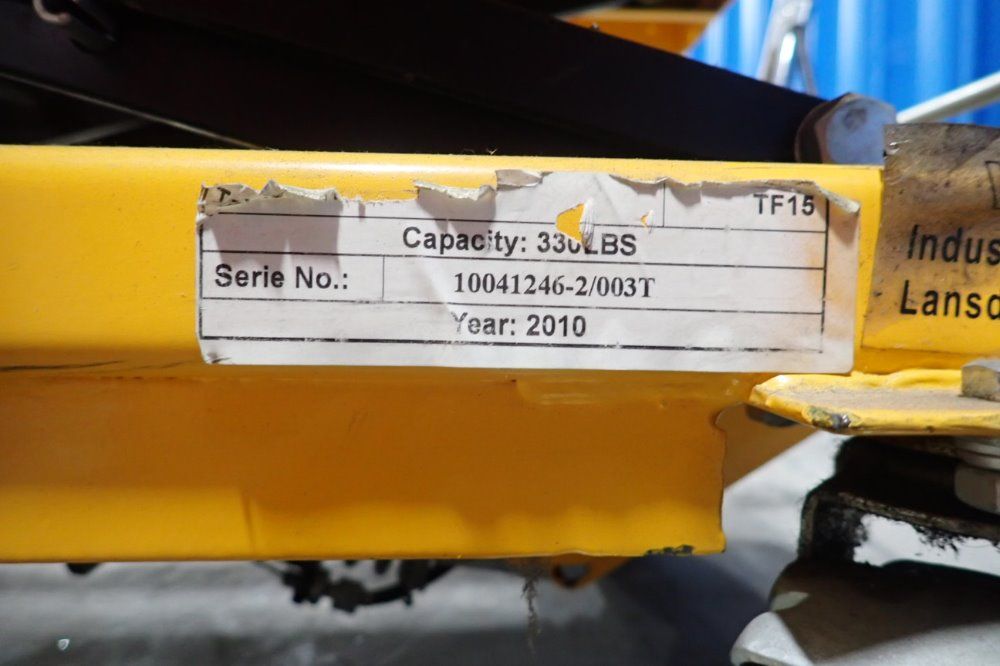 TF15
Capacity: 330LBS
Serie No.: 10041246-2/003T
Year: 2010
Indus
Lansd